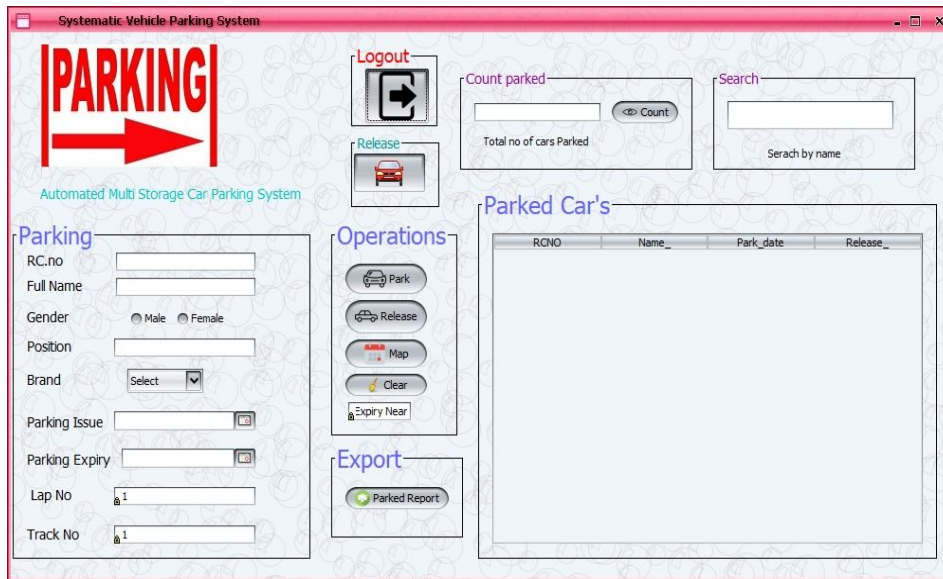 Systematic Vehicle Parking System
PARKING
Automated Multi Storage Car Parking System
Logout
Release
Count parked
Count
Total no of cars Parked
Search
Serach by name
Parking
RC.no
Full Name
Gender
Male
Female
Position
Brand
Select
Parking Issue
Parking Expiry
Lap No
1
Track No
1
Operations
Park
Release
Map
Clear
Expiry Near
Export
Parked Report
Parked Car's
RCNO Name_ Park_date Release_